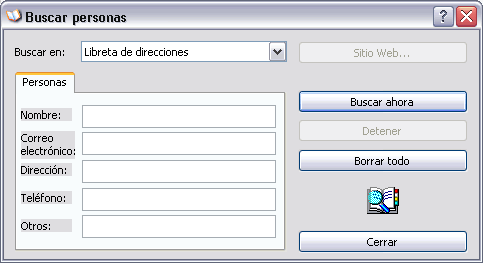 Buscar personas
Buscar en: Libreta de direcciones
Sitio Web...
Personas
Buscar ahora
Nombre:
Detener
Correo
electrónico:
Borrar todo
Dirección:
Teléfono:
Otros:
Cerrar